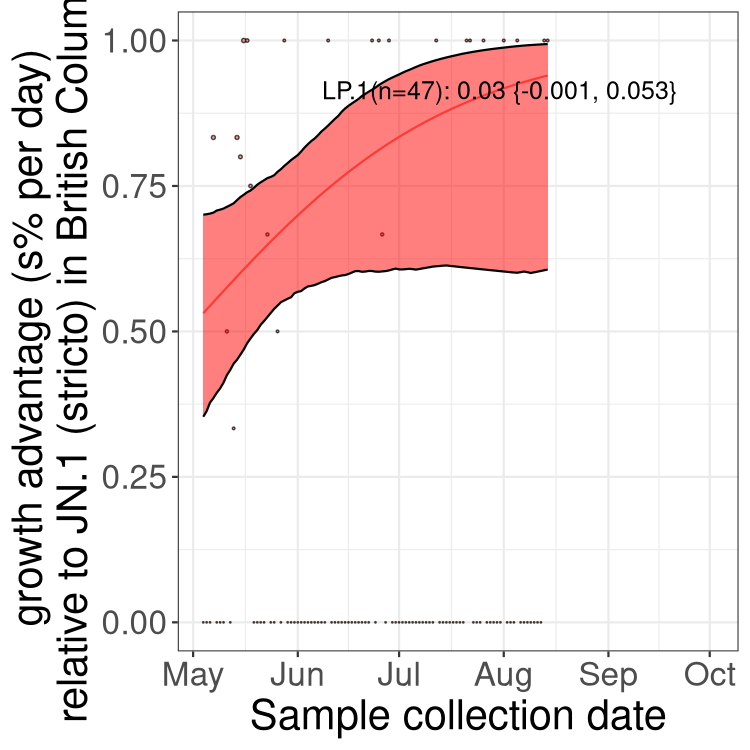 growth advantage (s% per day)
relative to JN.1 (stricto) in British Colum
1.00
0.75
0.50
0.25
0.00
LP.1(n=47): 0.03 {-0.001, 0.053}
May Jun Jul Aug Sep Oct
Sample collection date